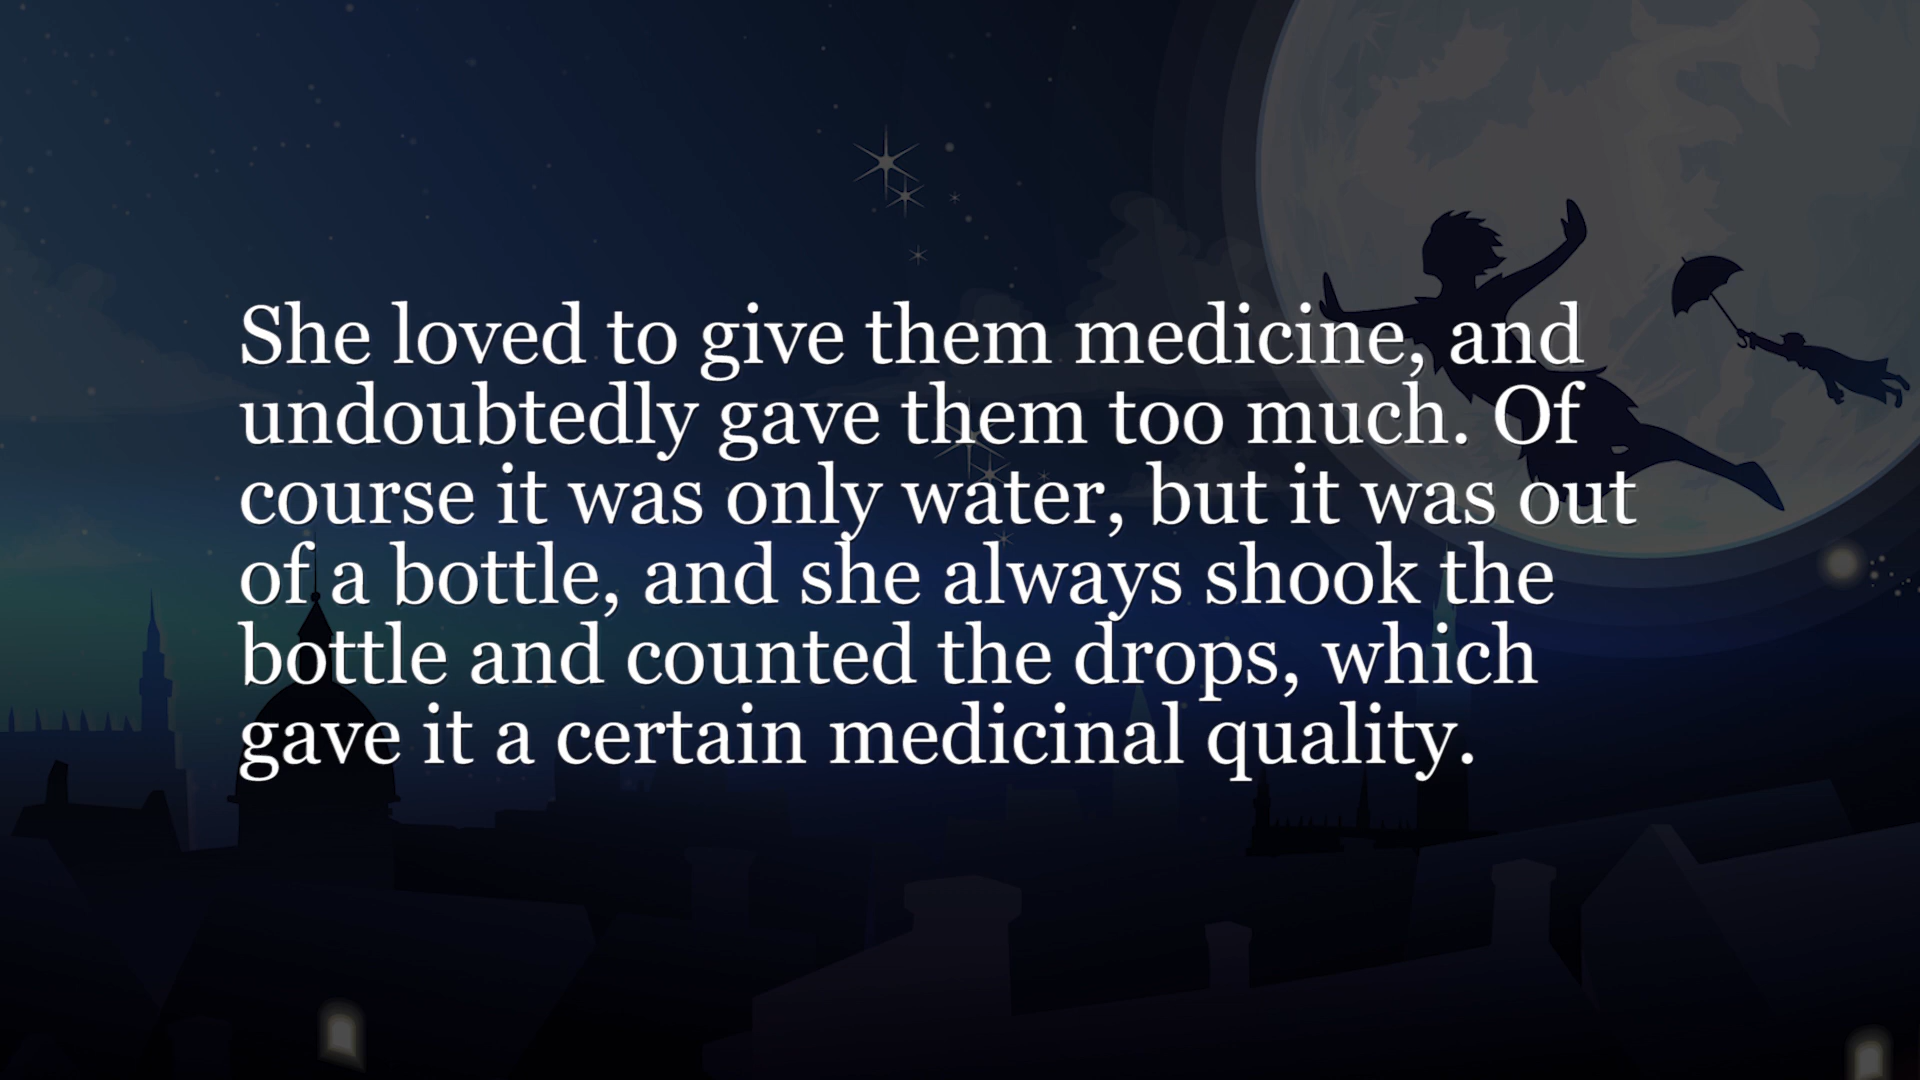 She loved to give them medicine, and
undoubtedly gave them too much. Of
course it was only water, but it was out
of a bottle, and she always shook the
bottle and counted the drops, which
gave it a certain medicinal quality.